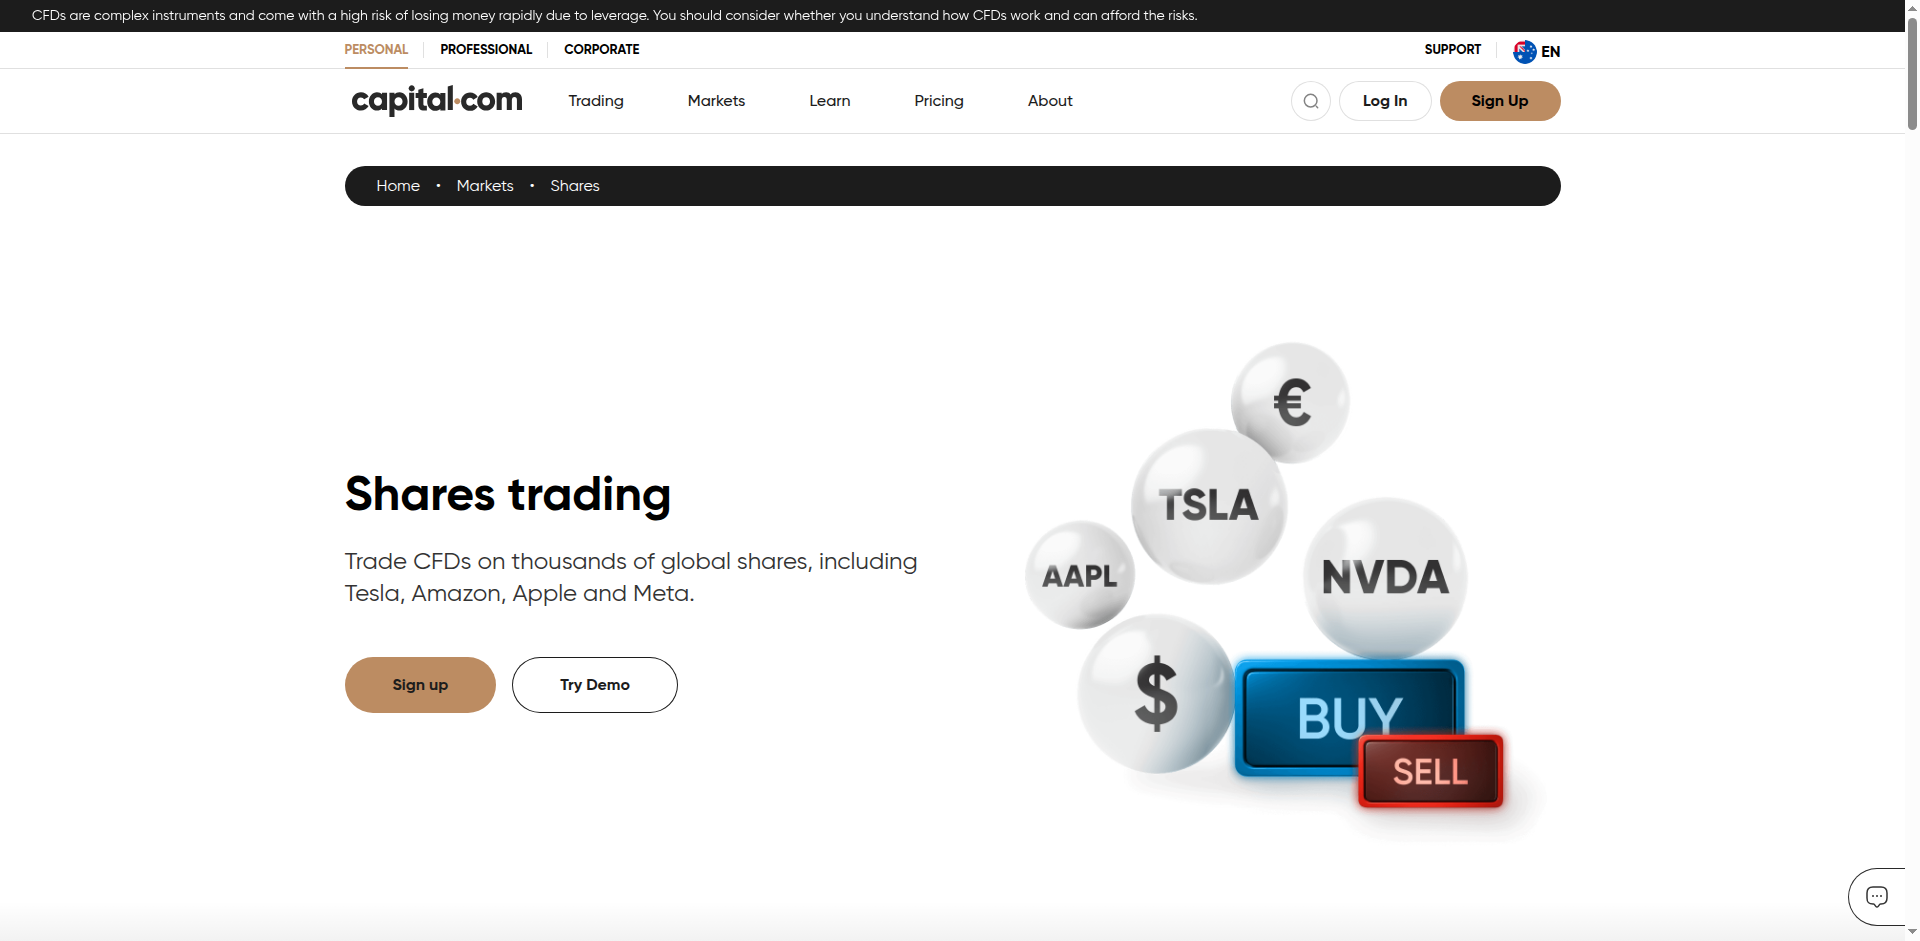 CFDs are complex instruments and come with a high risk of losing money rapidly due to leverage. You should consider whether you understand how CFDs work and can afford the risks.
PERSONAL PROFESSIONAL CORPORATE SUPPORT EN
capital.com Trading Markets Learn Pricing About Log In Sign Up
Home • Markets • Shares
€
TSLA
AAPL
NVDA
$
BUY
SELL
Shares trading
Trade CFDs on thousands of global shares, including
Tesla, Amazon, Apple and Meta.
Sign up Try Demo